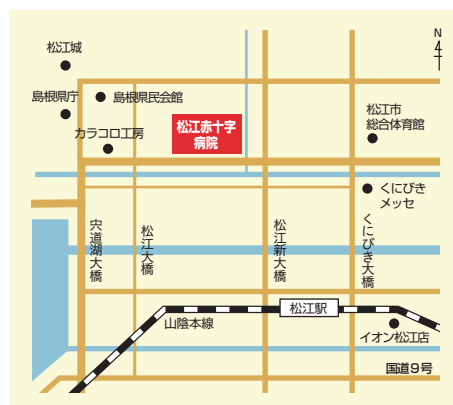 松江城
N
4
島根県庁
島根県民会館
松江赤十字
病院
松江市
総合体育館
カラコロ工房
くにびき
メッセ
宍道湖大橋
松江大橋
松江新大橋
くにびき大橋
松江駅
山陰本線
イオン松江店
国道9号